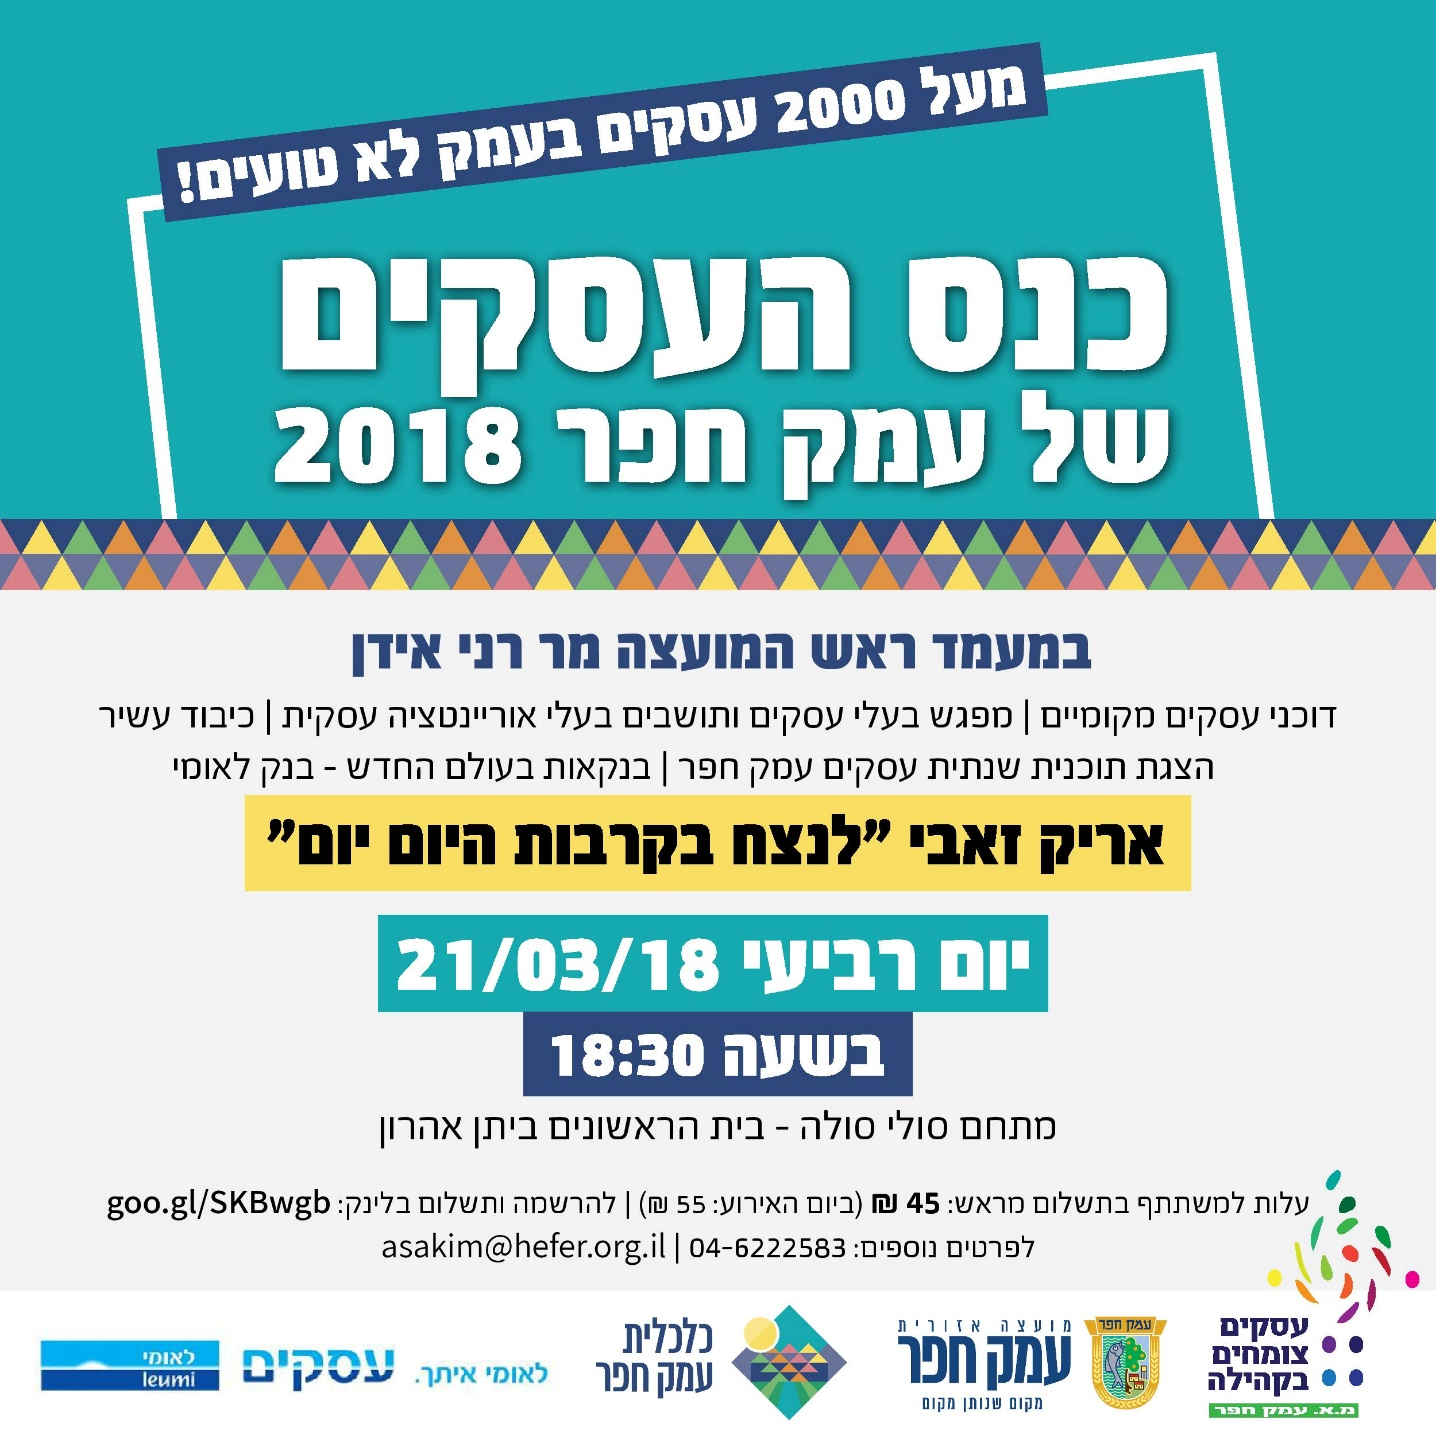 מעל 2000 עסקים בעמק לא טועים!
כנס העסקים
של עמק חפר 2018
במעמד ראש המועצה מר רני אידן
דוכני עסקים מקומיים | מפגש בעלי עסקים ותושבים בעלי אוריינטציה עסקית | כיבוד עשיר
הצגת תוכנית שנתית עסקים עמק חפר | בנקאות בעולם החדש - בנק לאומי
אריק זאבי ״לנצח בקרבות היום יום״
יום רביעי 21/03/18
בשעה 18:30
מתחם סולי סולה - בית הראשונים ביתן אהרון
עלות למשתתף בתשלום מראש: 45 ₪ (ביום האירוע: 55 ₪) | להרשמה ותשלום בלינק: goo.gl/SKBwgb
לפרטים נוספים: 04-6222583 | asakim@hefer.org.il
עסקים
צומחים
בקהילה
מ.א. עמק חפר
עמק חפר
מועצה אזורית
עמק חפר
מקום שנותן מקום
כלכלית
עמק חפר
לאומי איתך. עסקים
לאומי
leumi